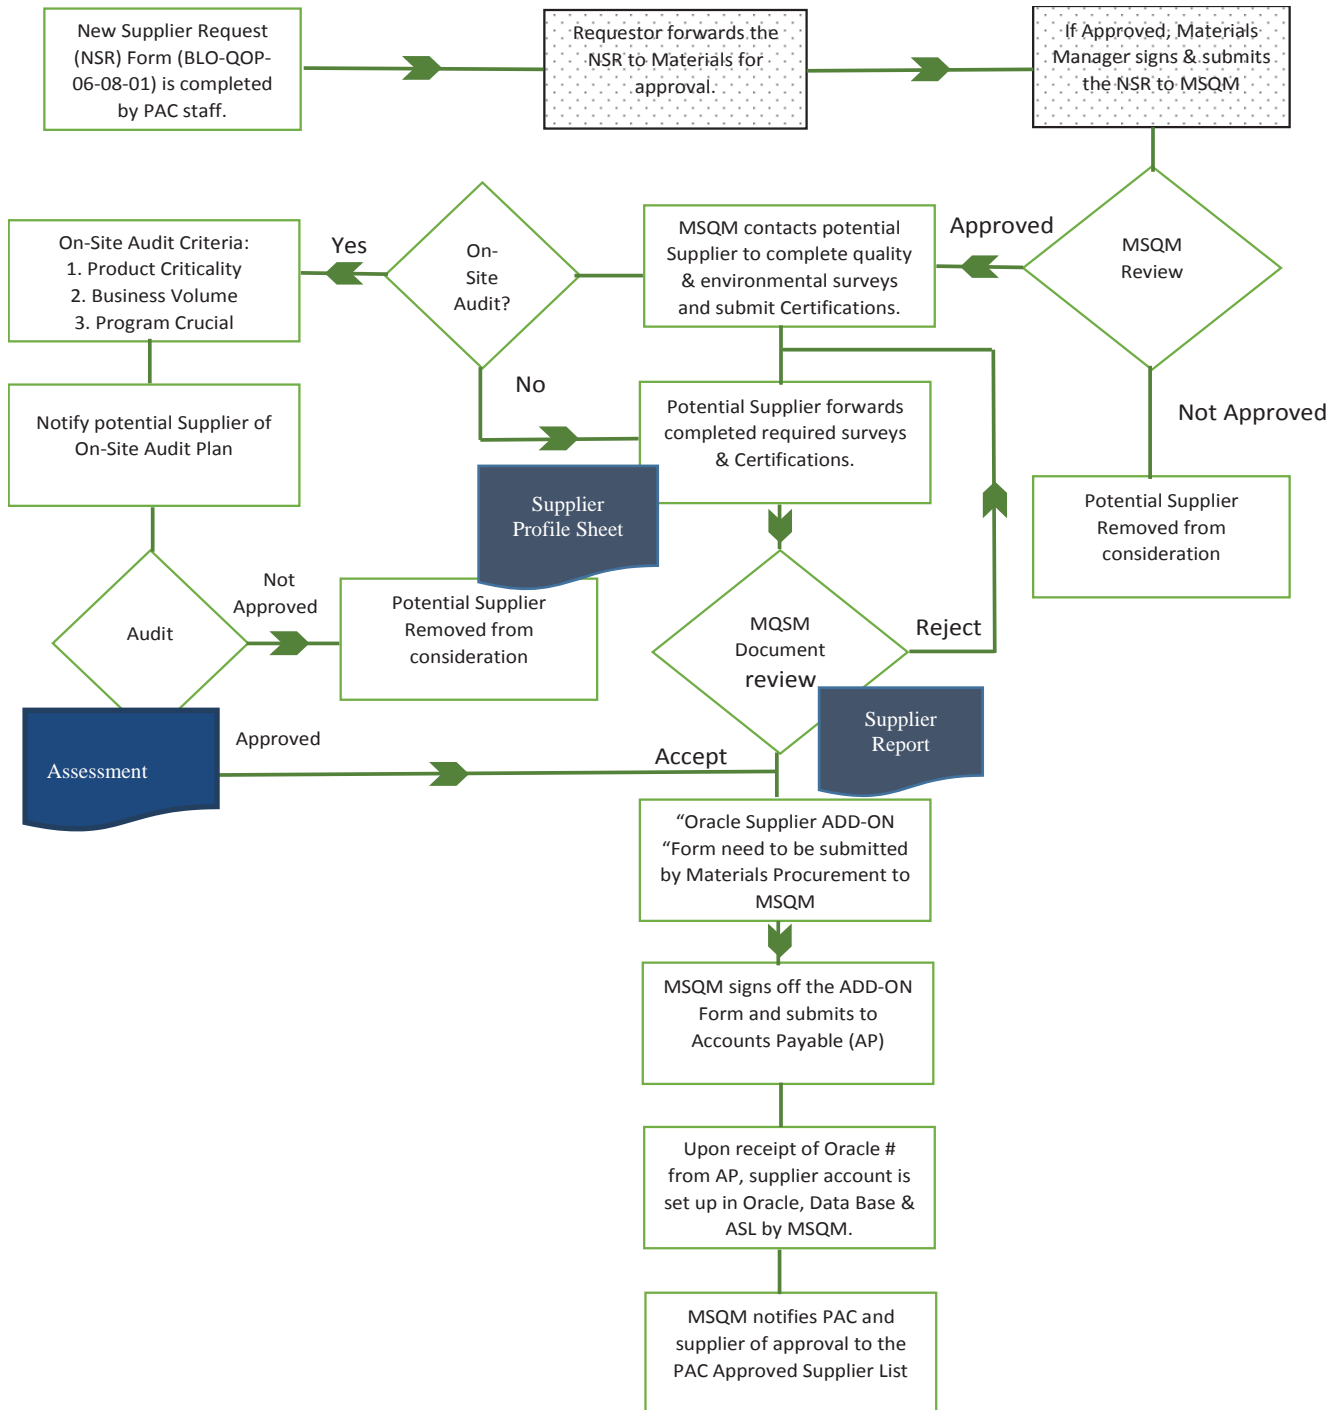 New Supplier Request
(NSR) Form (BLO-QOP-
06-08-01) is completed
by PAC staff.
Requestor forwards the
NSR to Materials for
approval.
If Approved, Materials
Manager signs & submits
the NSR to MSQM
On-Site Audit Criteria:
1. Product Criticality
2. Business Volume
3. Program Crucial
Yes
On-
Site
Audit?
MSQM contacts potential
Supplier to complete quality
& environmental surveys
and submit Certifications.
Approved
MSQM
Review
No
Not Approved
Notify potential Supplier of
On-Site Audit Plan
Potential Supplier forwards
completed required surveys
& Certifications.
Supplier
Profile Sheet
Potential Supplier
Removed from
consideration
Audit
Not
Approved
Potential Supplier
Removed from
consideration
MQSM
Document
review
Reject
Supplier
Report
Assessment
Approved
Accept
“Oracle Supplier ADD-ON
“Form need to be submitted
by Materials Procurement to
MSQM
MSQM signs off the ADD-ON
Form and submits to
Accounts Payable (AP)
Upon receipt of Oracle #
from AP, supplier account is
set up in Oracle, Data Base &
ASL by MSQM.
MSQM notifies PAC and
supplier of approval to the
PAC Approved Supplier List